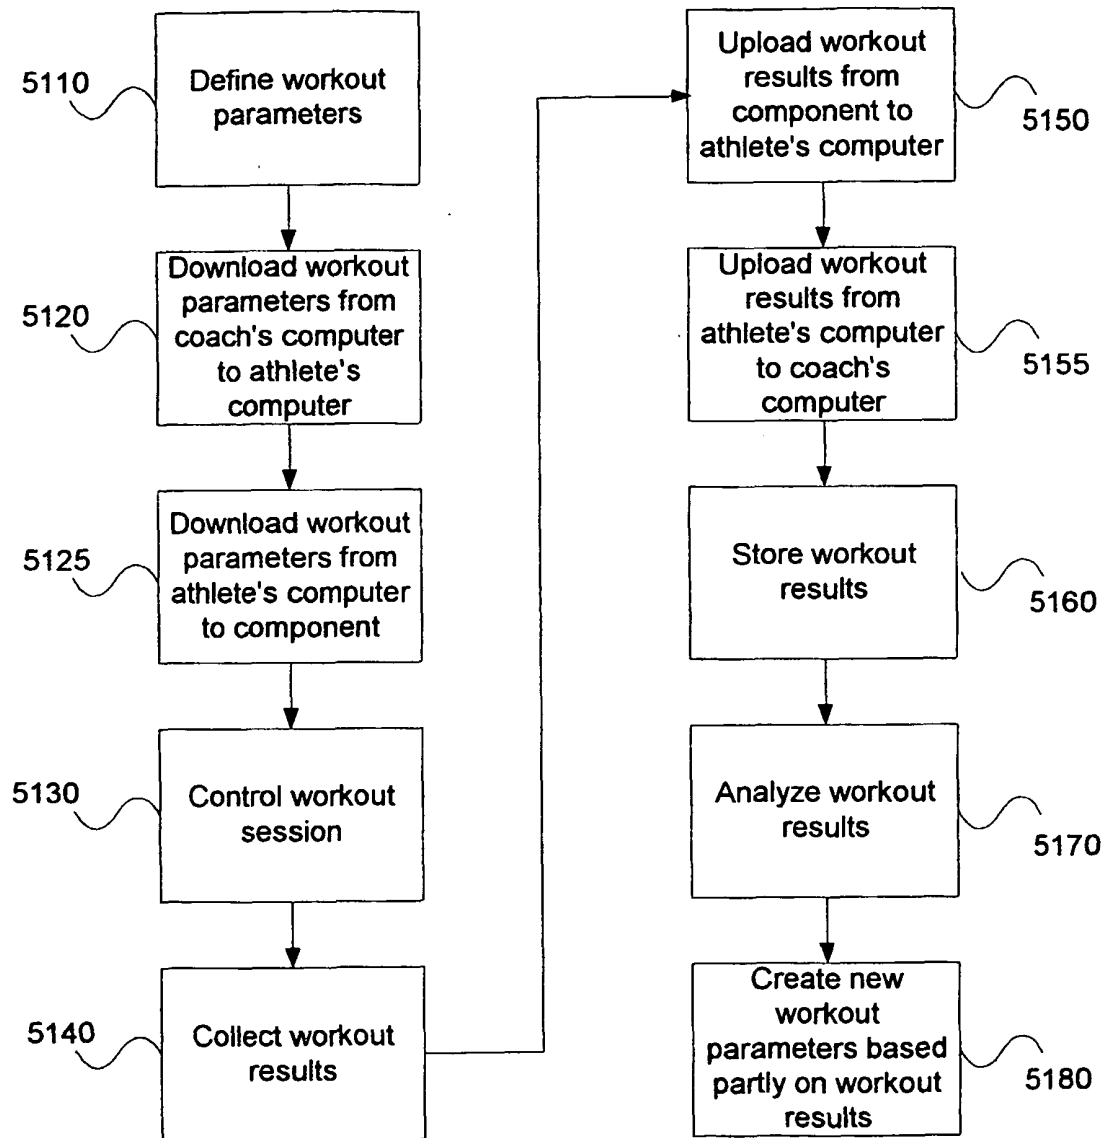 5110
Define workout
parameters
5120
Download workout
parameters from
coach's computer
to athlete's
computer
5125
Download workout
parameters from
athlete's computer
to component
5130
Control workout
session
5140
Collect workout
results
Upload workout
results from
component to
athlete's computer
5150
Upload workout
results from
athlete's computer
to coach's
computer
5155
Store workout
results
5160
Analyze workout
results
5170
Create new
workout
parameters based
partly on workout
results
5180